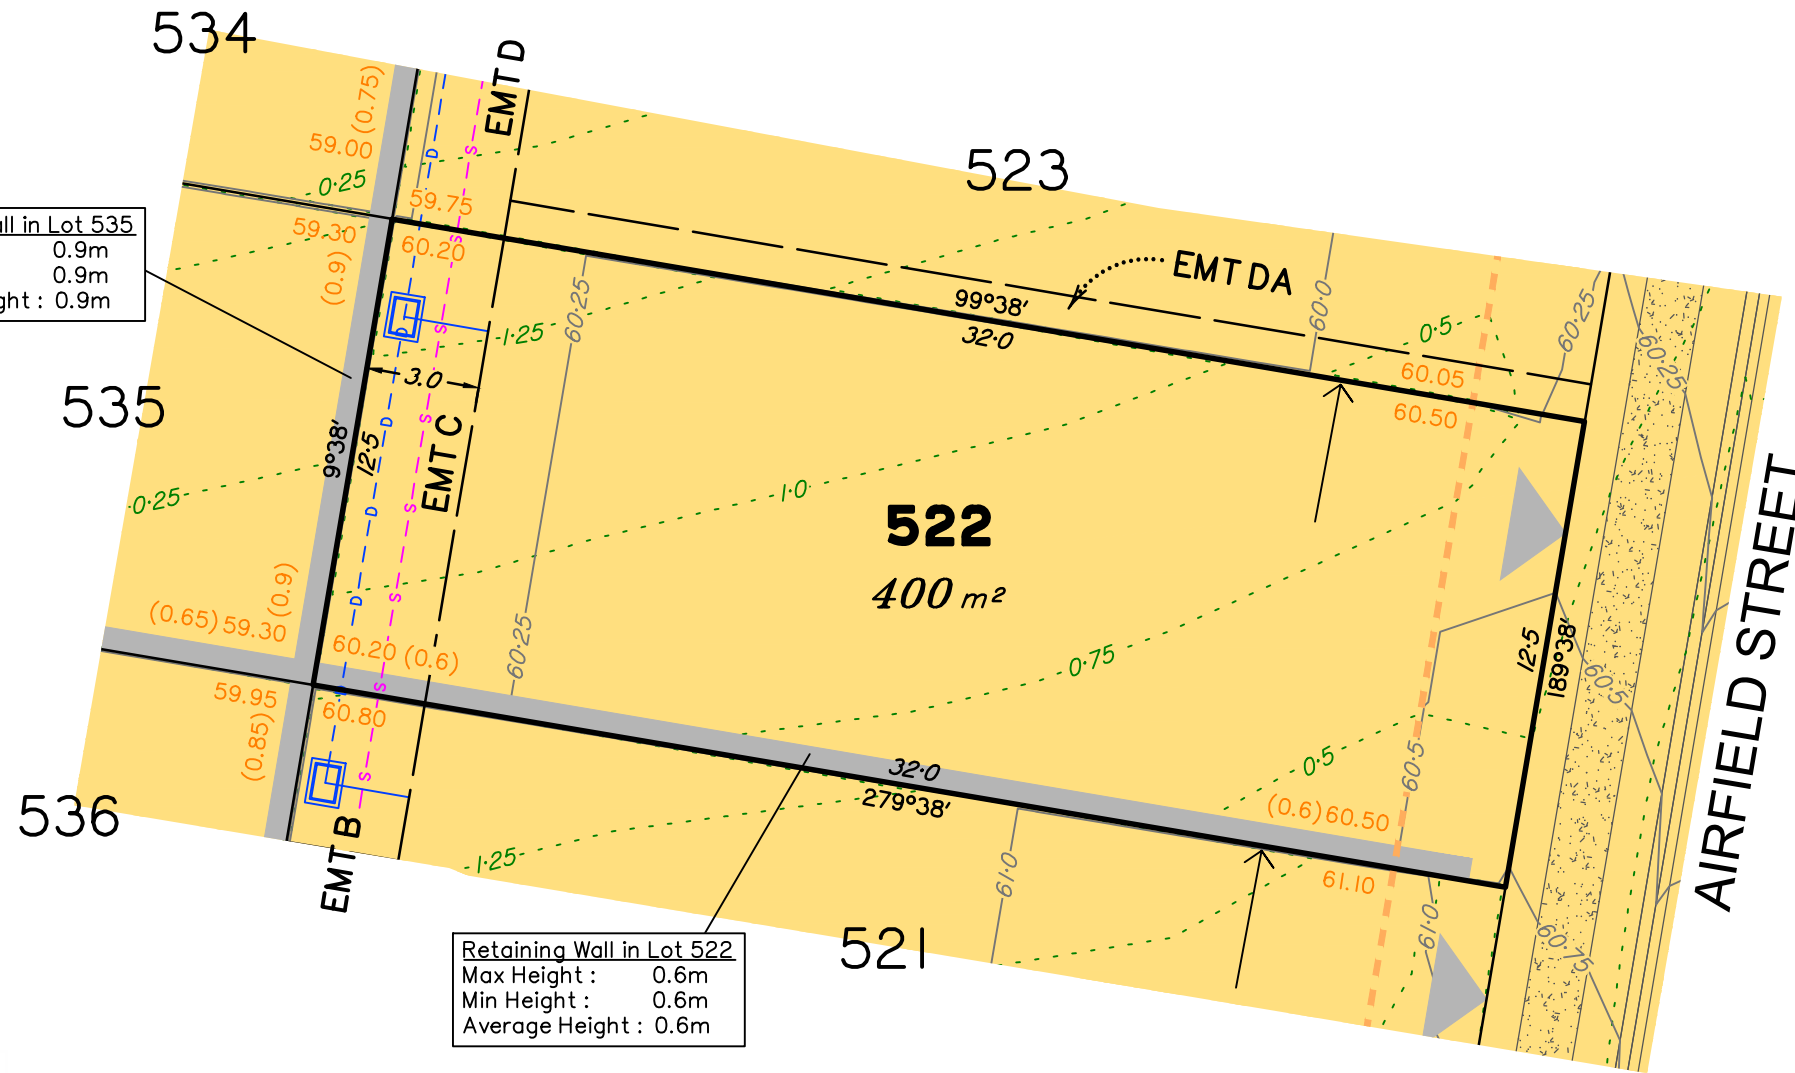 534
EMT D
(0.75)
59.00
0·25
D
S
523
59.75
59.30
(0.9)
60.20
all in Lot 535
0.9m
0.9m
ght : 0.9m
60·25
1·25
S
S
3.0
EMT DA
99°38'
32·0
60·0
0·5
60·25
60·25
60.05
60.50
535
9°38'
12·5
D
S
EMT C
0·25
D
S
1·0
522
400 m²
AIRFIELD STREET
(0.9)
(0.65) 59.30
D
S
60.20 (0.6)
60·25
0·75
12·5
189°38'
60·5
59.95
(0.85)
D
S
60.80
32·0
279°38'
0·5
60·5
(0.6) 60.50
61.10
536
S
EMT B
1·25
61·0
521
61·0
60·75
Retaining Wall in Lot 522
Max Height : 0.6m
Min Height : 0.6m
Average Height : 0.6m